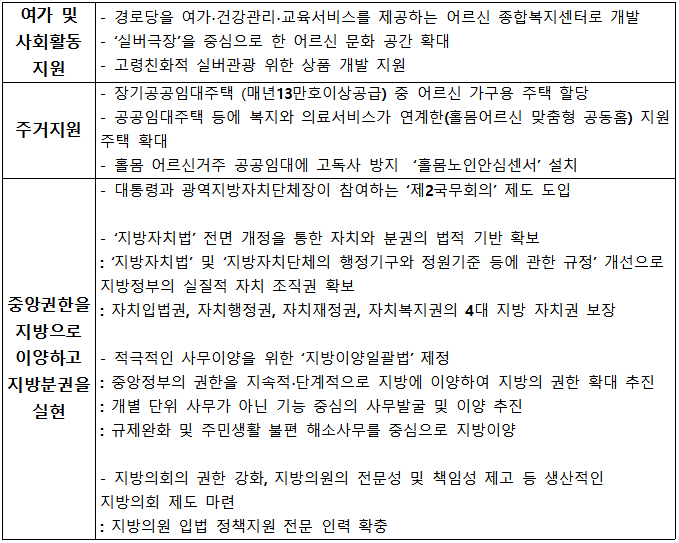 여가 및
사회활동
지원
- 경로당을 여가·건강관리·교육서비스를 제공하는 어르신 종합복지센터로 개발
- ‘실버극장’을 중심으로 한 어르신 문화 공간 확대
- 고령친화적 실버관광 위한 상품 개발 지원
주거지원
- 장기공공임대주택 (매년13만호이상공급) 중 어르신 가구용 주택 할당
- 공공임대주택 등에 복지와 의료서비스가 연계한(홀몸어르신 맞춤형 공동홈) 지원
주택 확대
- 홀몸 어르신거주 공공임대에 고독사 방지 ‘홀몸노인안심센서’ 설치
중앙권한을
지방으로
이양하고
지방분권을
실현
- 대통령과 광역지방자치단체장이 참여하는 ‘제2국무회의’ 제도 도입
- ‘지방자치법’ 전면 개정을 통한 자치와 분권의 법적 기반 확보
: ‘지방자치법’ 및 ‘지방자치단체의 행정기구와 정원기준 등에 관한 규정’ 개선으로
지방정부의 실질적 자치 조직권 확보
: 자치입법권, 자치행정권, 자치재정권, 자치복지권의 4대 지방 자치권 보장
- 적극적인 사무이양을 위한 ‘지방이양일괄법’ 제정
: 중앙정부의 권한을 지속적·단계적으로 지방에 이양하여 지방의 권한 확대 추진
: 개별 단위 사무가 아닌 기능 중심의 사무발굴 및 이양 추진
: 규제완화 및 주민생활 불편 해소사무를 중심으로 지방이양
- 지방의회의 권한 강화, 지방의원의 전문성 및 책임성 제고 등 생산적인
지방의회 제도 마련
: 지방의원 입법 정책지원 전문 인력 확충